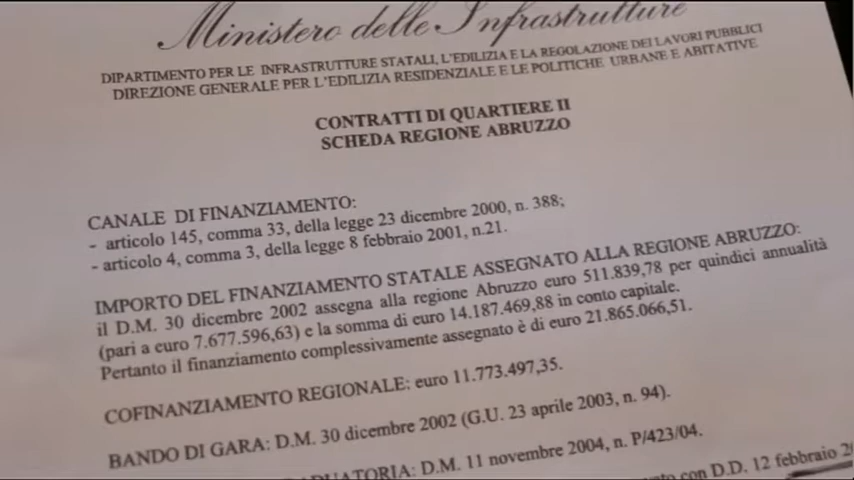 Ministero delle Infrastrutture
DIPARTIMENTO PER LE INFRASTRUTTURE STATALI, L'EDILIZIA E LA REGOLAZIONE DEI LAVORI PUBBLICI
DIREZIONE GENERALE PER L'EDILIZIA RESIDENZIALE E LE POLITICHE URBANE E ABITATIVE
CONTRATTI DI QUARTIERE II
SCHEDA REGIONE ABRUZZO
CANALE DI FINANZIAMENTO:
- articolo 145, comma 33, della legge 23 dicembre 2000, n. 388;
- articolo 4, comma 3, della legge 8 febbraio 2001, n.21.
IMPORTO DEL FINANZIAMENTO STATALE ASSEGNATO ALLA REGIONE ABRUZZO:
il D.M. 30 dicembre 2002 assegna alla regione Abruzzo euro 511.839,78 per quindici annualità
(pari a euro 7.677.596,63) e la somma di euro 14.187.469,88 in conto capitale.
Pertanto il finanziamento complessivamente assegnato è di euro 21.865.066,51.
COFINANZIAMENTO REGIONALE: euro 11.773.497,35.
BANDO DI GARA: D.M. 30 dicembre 2002 (G.U. 23 aprile 2003, n. 94).
D.M. 11 novembre 2004, n. P/423/04.
con D.D. 12 febbraio